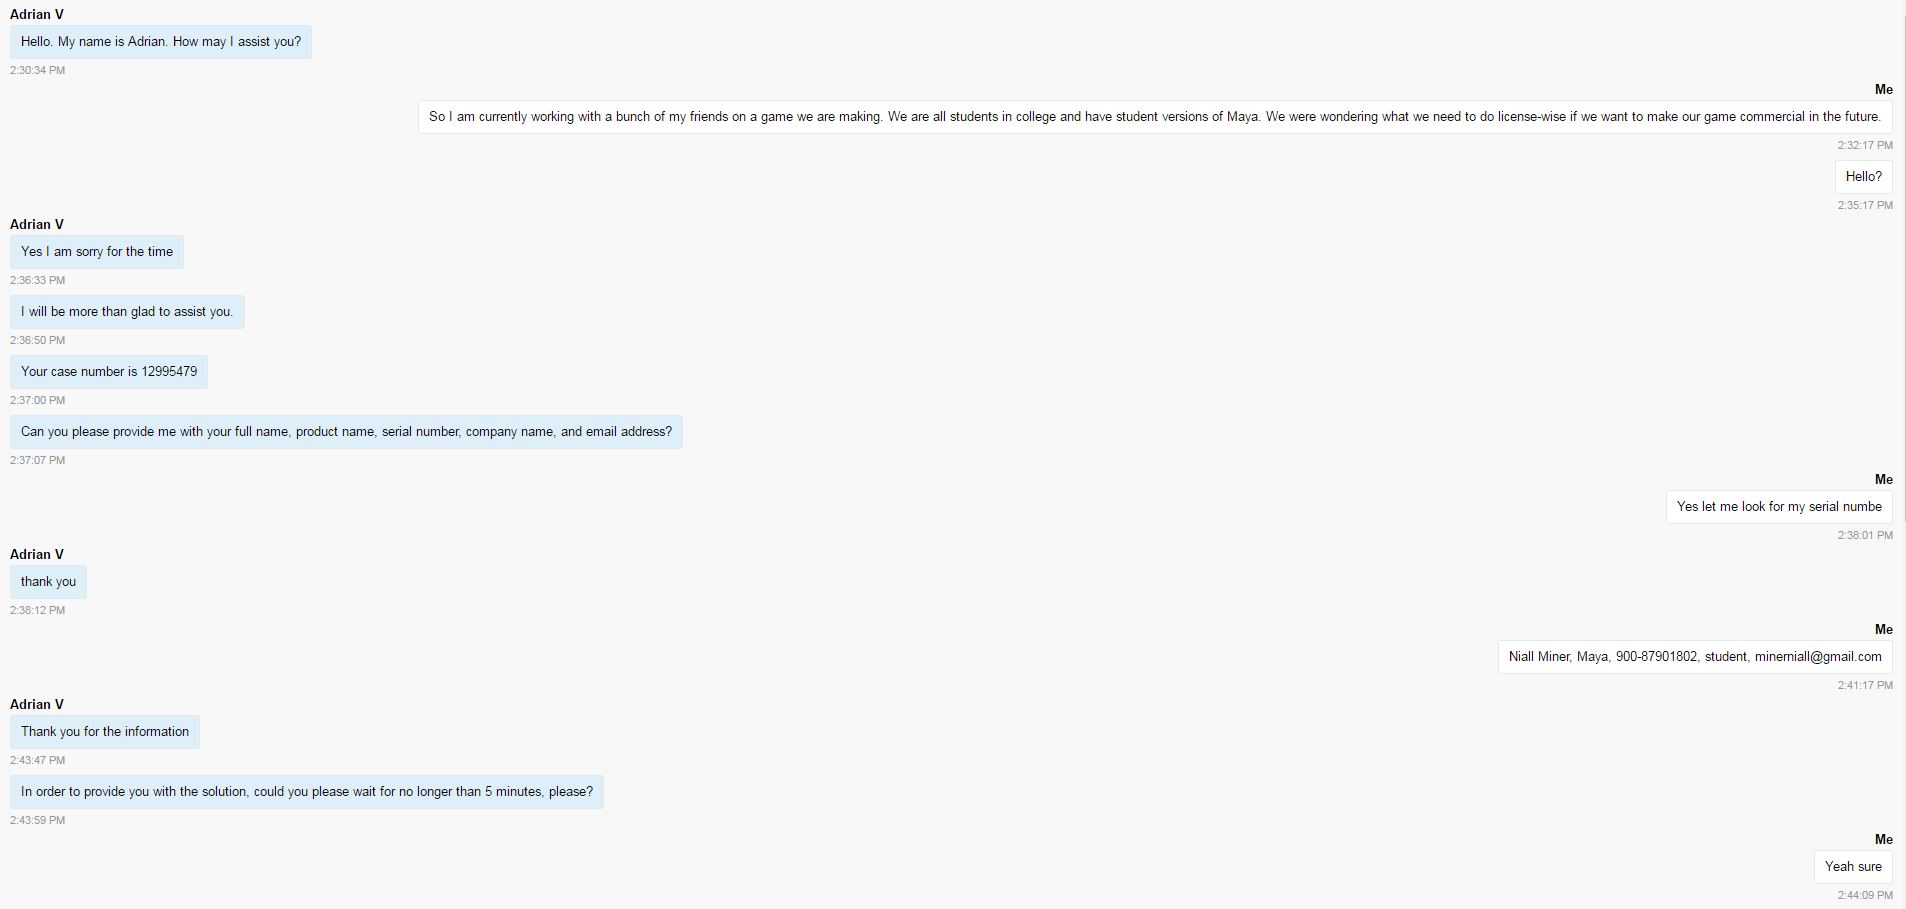 Adrian V
Hello. My name is Adrian. How may I assist you?
2:30:34 PM
Me
So I am currently working with a bunch of my friends on a game we are making. We are all students in college and have student versions of Maya. We were wondering what we need to do license-wise if we want to make our game commercial in the future.
2:32:17 PM
Hello?
2:35:17 PM
Adrian V
Yes I am sorry for the time
2:36:33 PM
I will be more than glad to assist you.
2:36:50 PM
Your case number is 12995479
2:37:00 PM
Can you please provide me with your full name, product name, serial number, company name, and email address?
2:37:07 PM
Me
Yes let me look for my serial numbe
2:38:01 PM
Adrian V
thank you
2:38:12 PM
Me
Niall Miner, Maya, 900-87901802, student, minerniall@gmail.com
2:41:17 PM
Adrian V
Thank you for the information
2:43:47 PM
In order to provide you with the solution, could you please wait for no longer than 5 minutes, please?
2:43:59 PM
Me
Yeah sure
2:44:09 PM